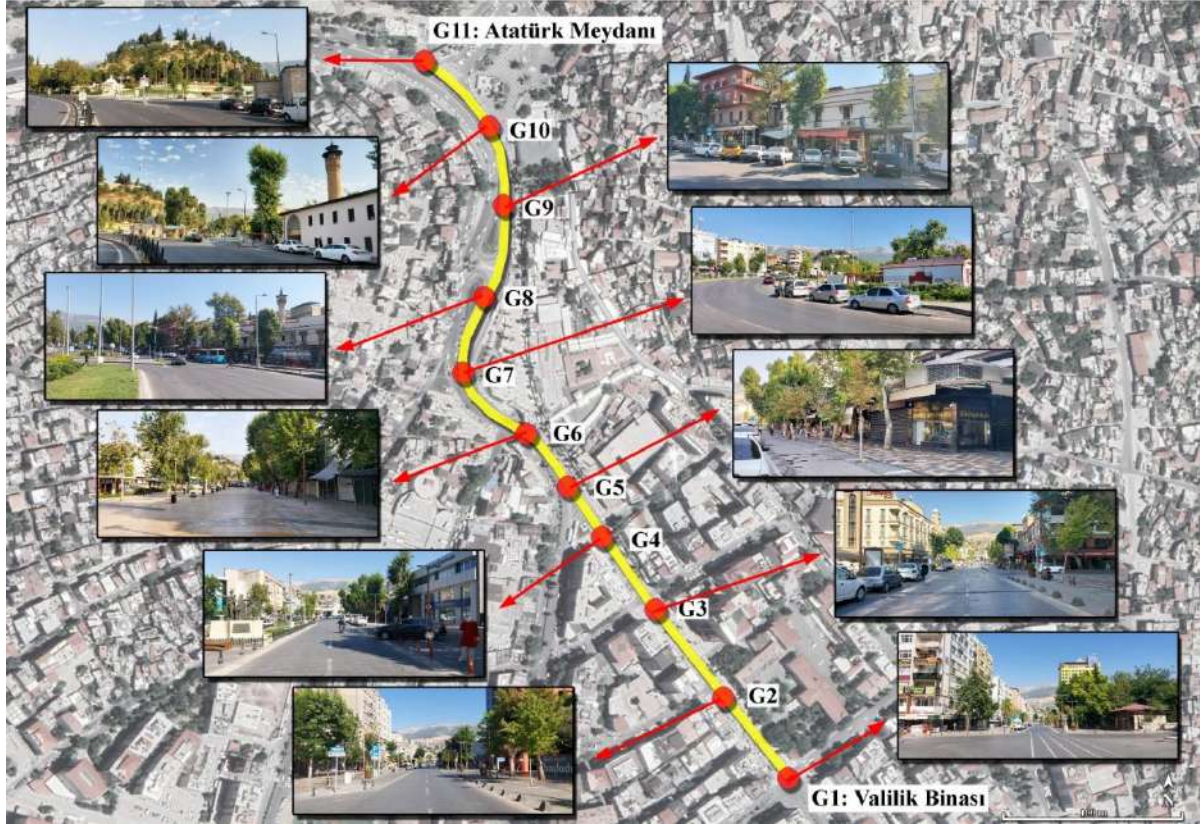 G11: Atatürk Meydanı
G10
G9
G8
G7
G6
G5
G4
G3
G2
G1: Valilik Binası
N